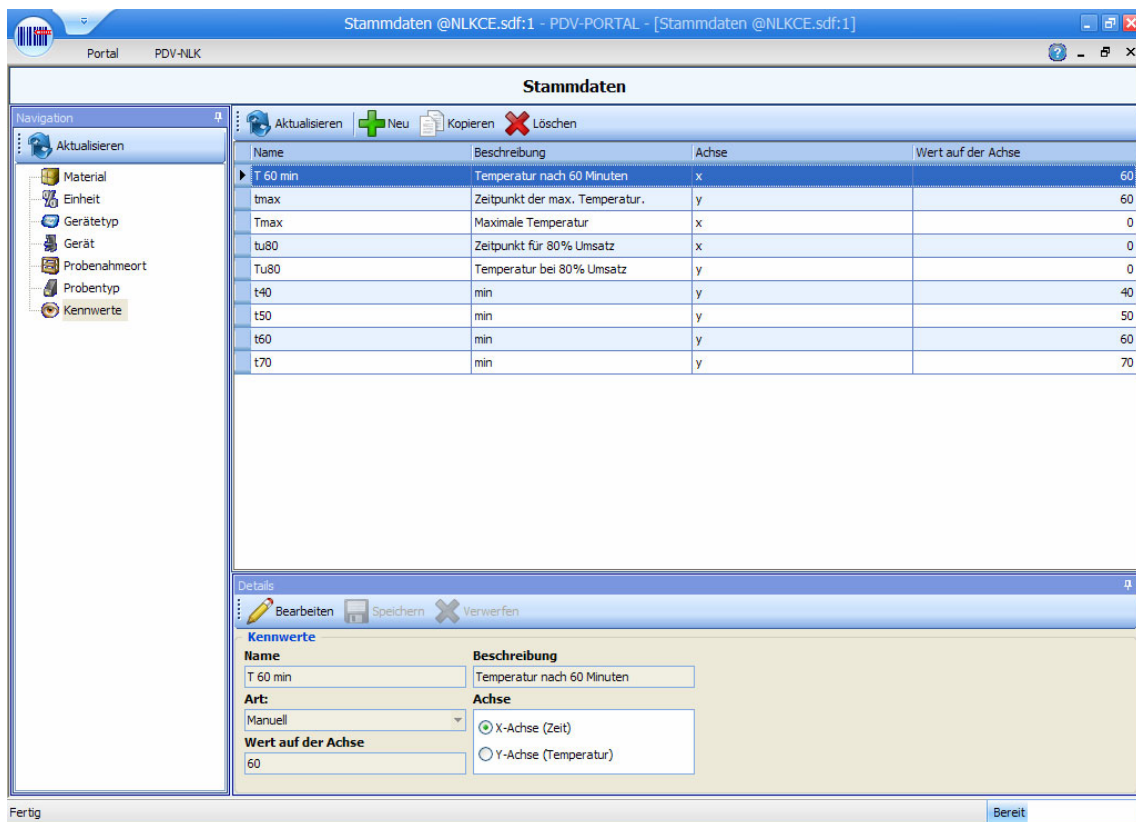 Stammdaten @NLKCE.sdf:1 - PDV-PORTAL - [Stammdaten @NLKCE.sdf:1]
Portal PDV-NLK
Stammdaten
Navigation
Aktualisieren
Material
Einheit
Gerätetyp
Gerät
Probenahmeort
Probentyp
Kennwerte
Aktualisieren Neu Kopieren Löschen
Name Beschreibung Achse Wert auf der Achse
T 60 min Temperatur nach 60 Minuten x 60
tmax Zeitpunkt der max. Temperatur. y 60
Tmax Maximale Temperatur x 0
tu80 Zeitpunkt für 80% Umsatz x 0
Tu80 Temperatur bei 80% Umsatz y 0
t40 min y 40
t50 min y 50
t60 min y 60
t70 min y 70
Details
Bearbeiten Speichern Verwerfen
Kennwerte
Name Beschreibung
T 60 min Temperatur nach 60 Minuten
Art: Achse
Manuell X-Achse (Zeit)
Wert auf der Achse Y-Achse (Temperatur)
60
Fertig Bereit